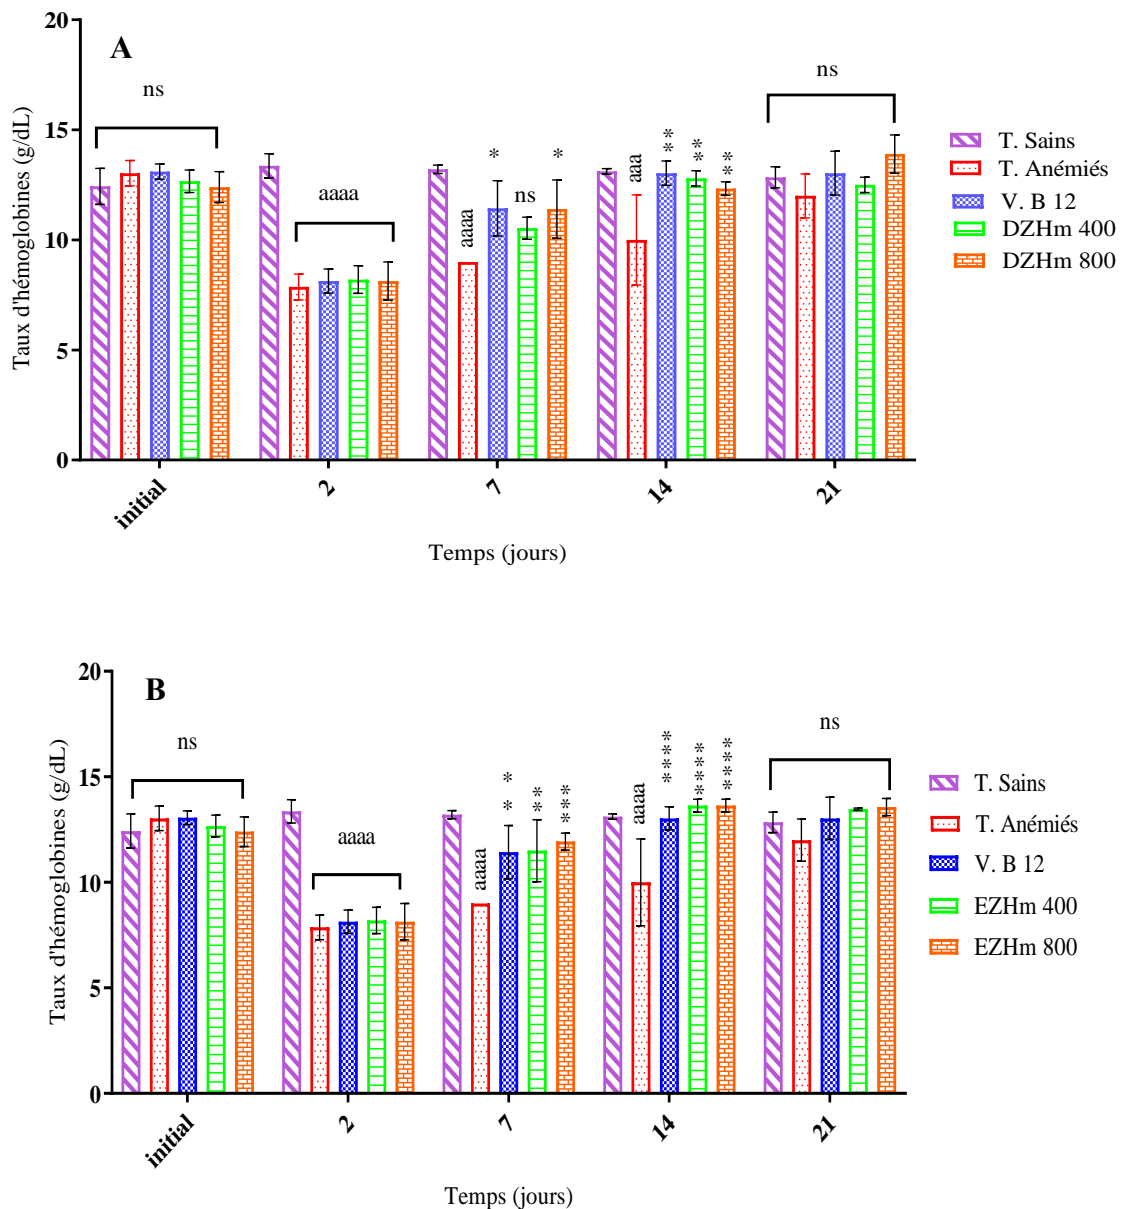 A
Taux d'hémoglobines (g/dL)
20
15
10
5
0
ns
aaaa
aaaa
*
ns
*
aaa
**
**
**
ns
initial
2
7
14
21
Temps (jours)
T. Sains
T. Anémiés
V. B 12
DZHm 400
DZHm 800
B
Taux d'hémoglobines (g/dL)
20
15
10
5
0
ns
aaaa
aaaa
***
**
***
aaaa
****
****
****
ns
initial
2
7
14
21
Temps (jours)
T. Sains
T. Anémiés
V. B 12
EZHm 400
EZHm 800